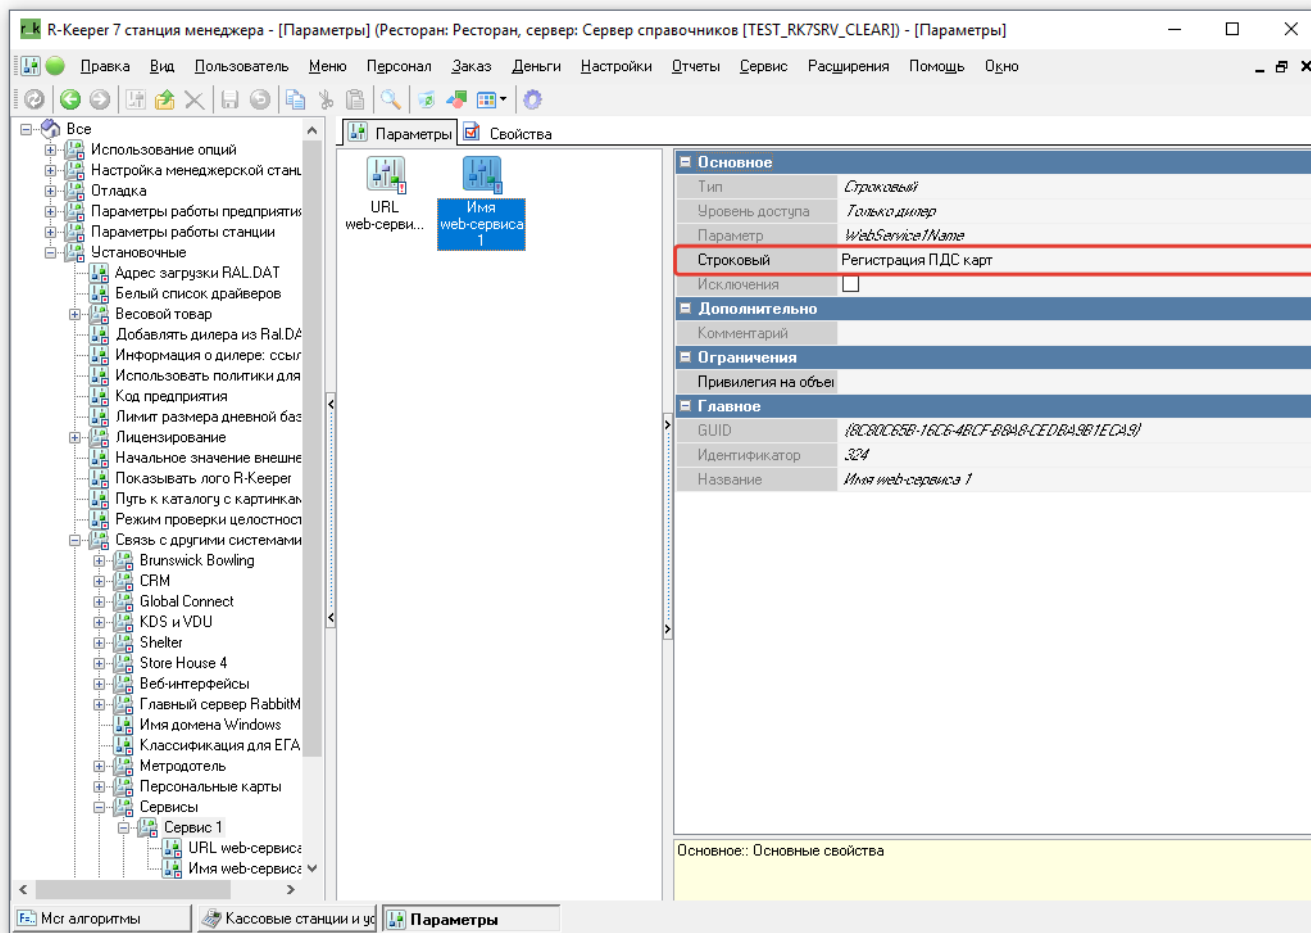 R-Keeper 7 станция менеджера - [Параметры] (Ресторан: Ресторан, сервер: Сервер справочников [TEST_RK7SRV_CLEAR]) - [Параметры]
Правка Вид Пользователь Меню Персонал Заказ Деньги Настройки Отчеты Сервис Расширения Помощь Окно
Все
Использование опций
Настройка менеджерской станц
Отладка
Параметры работы предприятия
Параметры работы станции
Установочные
Адрес загрузки RAL.DAT
Белый список драйверов
Весовой товар
Добавлять дилера из Ral.DA
Информация о дилере: ссыл
Использовать политики для
Код предприятия
Лимит размера дневной баз
Лицензирование
Начальное значение внешне
Показывать лого R-Keeper
Путь к каталогу с картинкам
Режим проверки целостност
Связь с другими системами
Brunswick Bowling
CRM
Global Connect
KDS и VDU
Shelter
Store House 4
Веб-интерфейсы
Главный сервер RabbitM
Имя домена Windows
Классификация для ЕГА
Метродотель
Персональные карты
Сервисы
Сервис 1
URL web-сервиса
Имя web-сервиса
Параметры Свойства
URL
web-серви...
Имя
web-сервиса
1
Основное
Тип Строковый
Уровень доступа Только дилер
Параметр WebService1Name
Строковый Регистрация ПДС карт
Исключения
Дополнительно
Комментарий
Ограничения
Привилегия на объе
Главное
GUID {8C80C65B-16C6-4BCF-B8A8-CEDBA9B1ECA9}
Идентификатор 324
Название Имя web-сервиса 1
Основное:: Основные свойства
Mcr алгоритмы Кассовые станции и ус Параметры